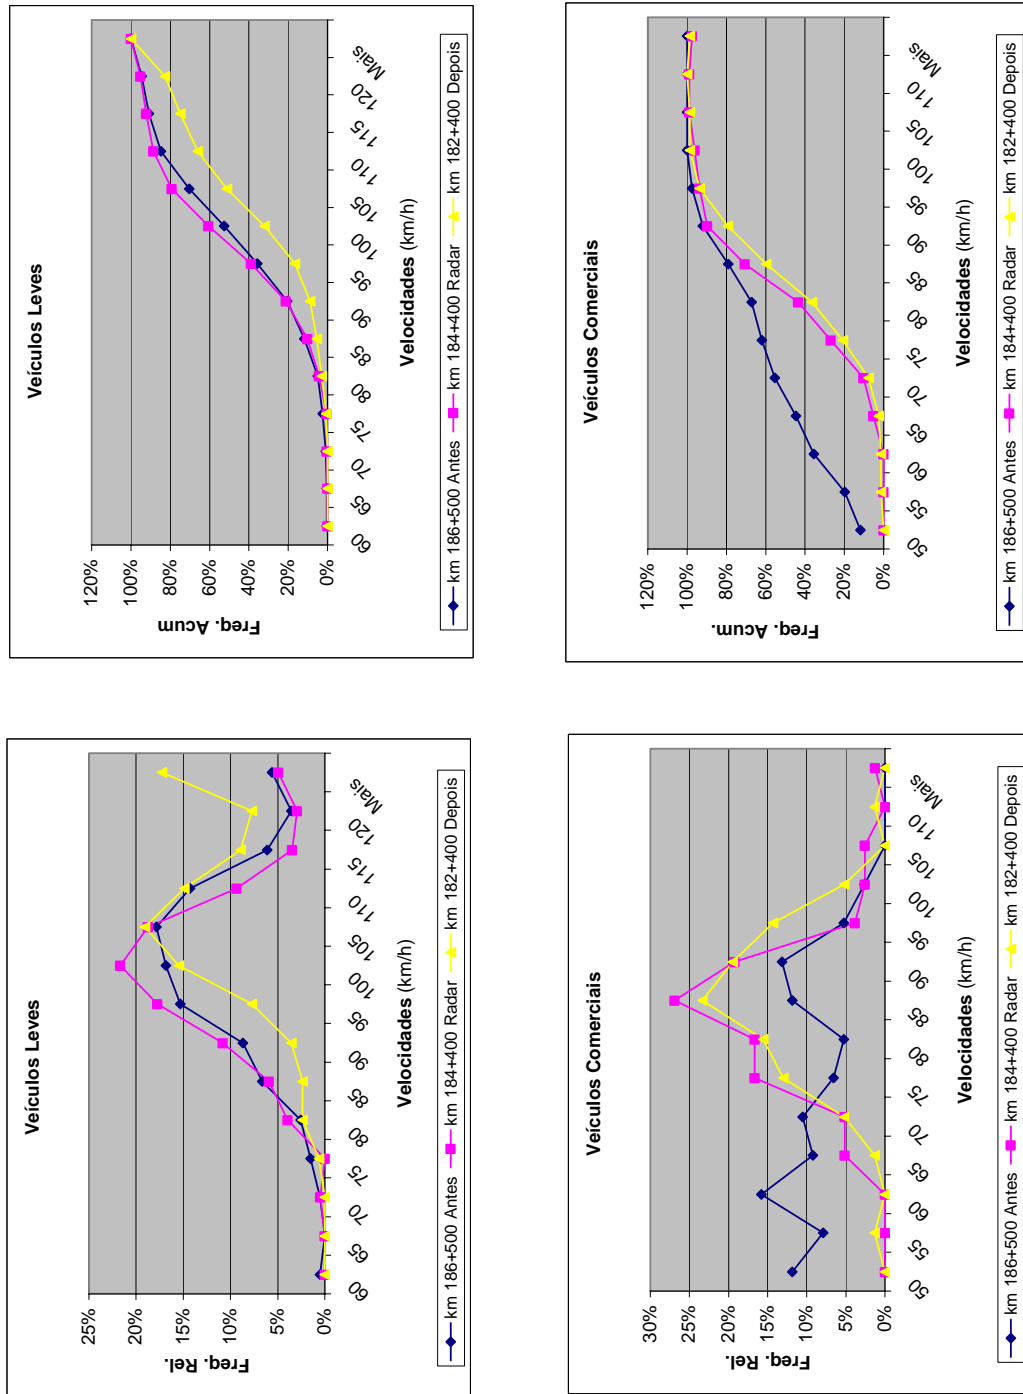 Veículos Leves
120%
100%
80%
60%
40%
20%
0%
Freq. Acum
60
65
70
75
80
85
90
95
100
105
110
115
120
Mais
Velocidades (km/h)
km 186+500 Antes
km 184+400 Radar
km 182+400 Depois
Veículos Comerciais
120%
100%
80%
60%
40%
20%
0%
Freq. Acum.
50
55
60
65
70
75
80
85
90
95
100
105
110
Mais
Velocidades (km/h)
km 186+500 Antes
km 184+400 Radar
km 182+400 Depois
Veículos Leves
25%
20%
15%
10%
5%
0%
Freq. Rel.
60
65
70
75
80
85
90
95
100
105
110
115
120
Mais
Velocidades (km/h)
km 186+500 Antes
km 184+400 Radar
km 182+400 Depois
Veículos Comerciais
30%
25%
20%
15%
10%
5%
0%
Freq. Rel.
50
55
60
65
70
75
80
85
90
95
100
105
110
Mais
Velocidades (km/h)
km 186+500 Antes
km 184+400 Radar
km 182+400 Depois